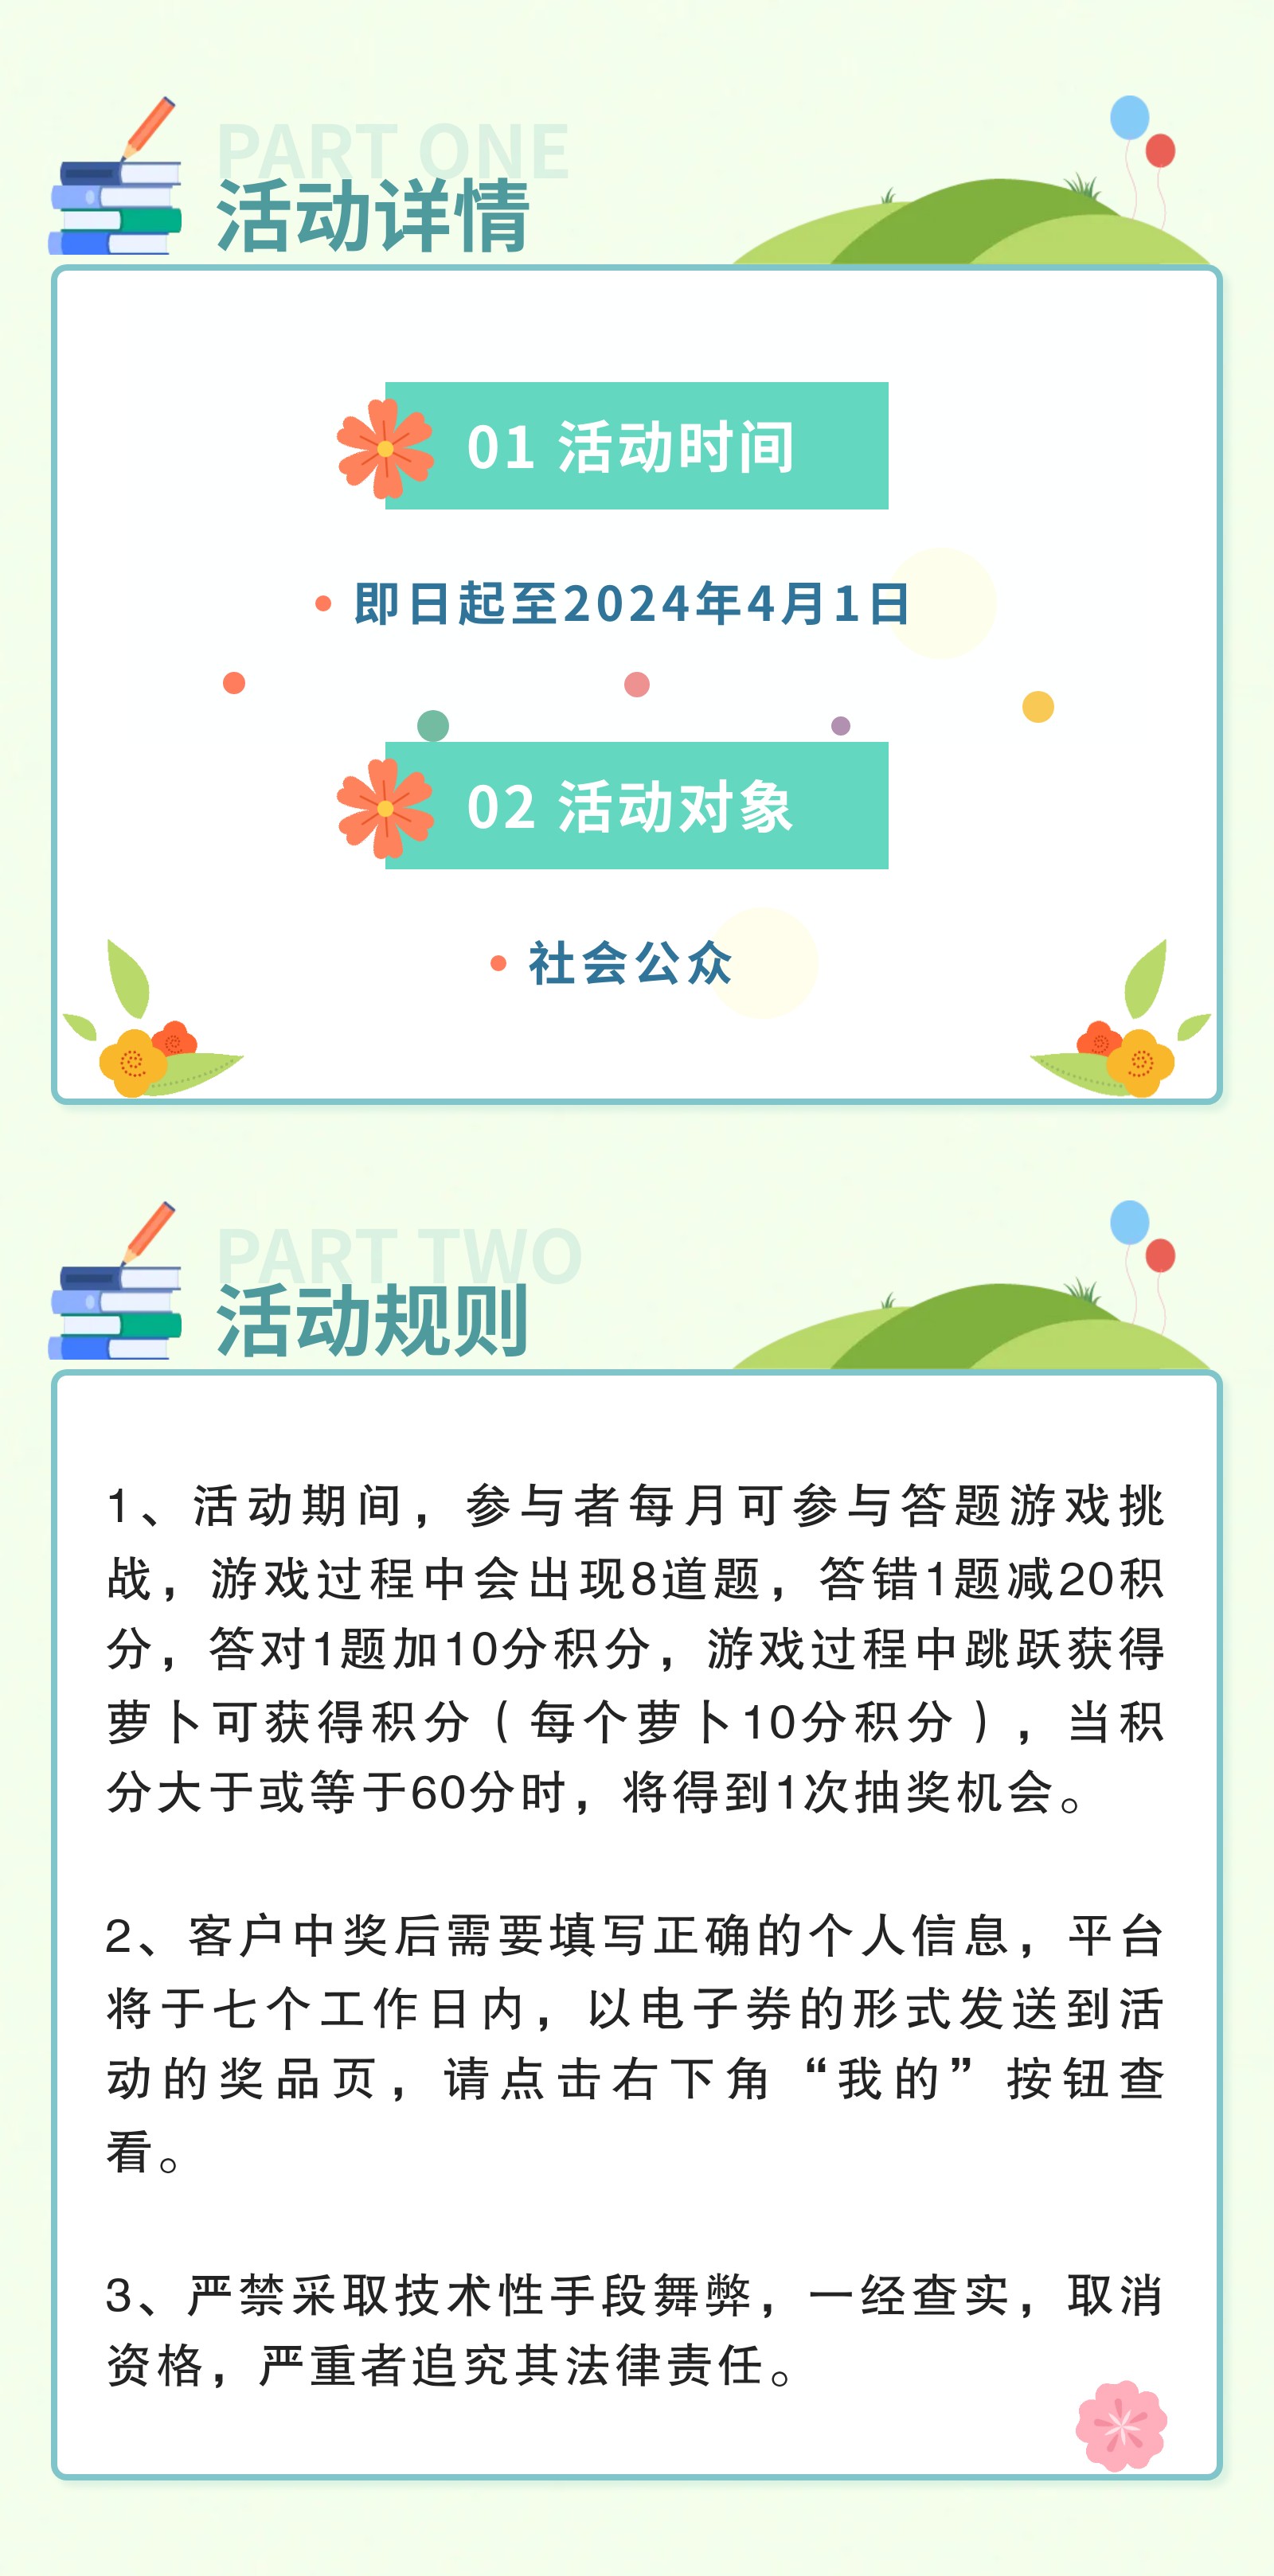 PART ONE
活动详情
01 活动时间
即日起至2024年4月1日
02 活动对象
社会公众
PART TWO
活动规则
1、活动期间，参与者每月可参与答题游戏挑
战，游戏过程中会出现8道题，答错1题减20积
分，答对1题加10分积分，游戏过程中跳跃获得
萝卜可获得积分（每个萝卜10分积分），当积
分大于或等于60分时，将得到1次抽奖机会。
2、客户中奖后需要填写正确的个人信息，平台
将于七个工作日内，以电子券的形式发送到活
动的奖品页，请点击右下角“我的”按钮查
看。
3、严禁采取技术性手段舞弊，一经查实，取消
资格，严重者追究其法律责任。